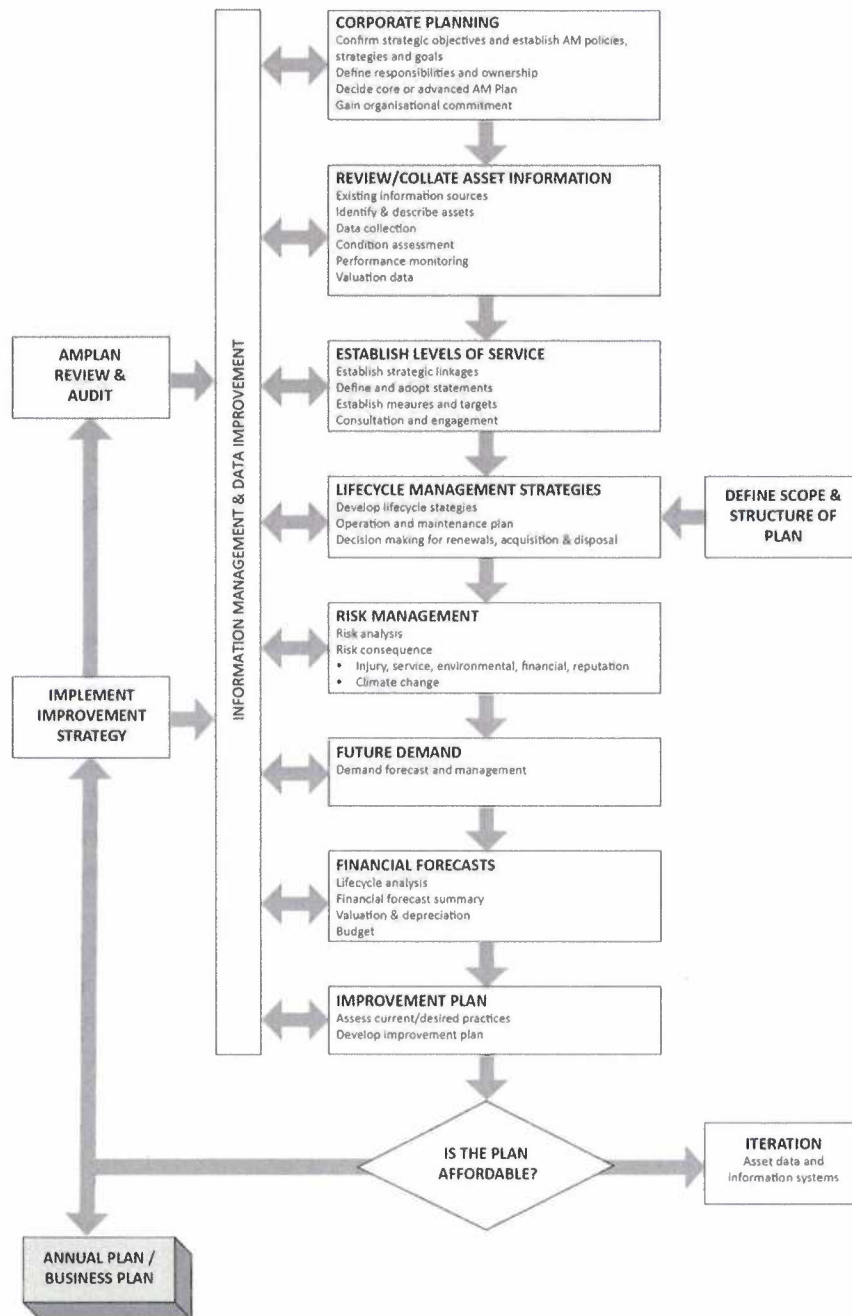 CORPORATE PLANNING
Confirm strategic objectives and establish AM policies,
strategies and goals
Define responsibilities and ownership
Decide core or advanced AM Plan
Gain organisational commitment
REVIEW/COLLATE ASSET INFORMATION
Existing information sources
Identify & describe assets
Data collection
Condition assessment
Performance monitoring
Valuation data
AMPLAN
REVIEW &
AUDIT
INFORMATION MANAGEMENT & DATA IMPROVEMENT
ESTABLISH LEVELS OF SERVICE
Establish strategic linkages
Define and adopt statements
Establish meaures and targets
Consultation and engagement
LIFECYCLE MANAGEMENT STRATEGIES
Develop lifecycle stategies
Operation and maintenance plan
Decision making for renewals, acquisition & disposal
DEFINE SCOPE &
STRUCTURE OF
PLAN
RISK MANAGEMENT
Risk analysis
Risk consequence
• Injury, service, environmental, financial, reputation
• Climate change
IMPLEMENT
IMPROVEMENT
STRATEGY
FUTURE DEMAND
Demand forecast and management
FINANCIAL FORECASTS
Lifecycle analysis
Financial forecast summary
Valuation & depreciation
Budget
IMPROVEMENT PLAN
Assess current/desired practices
Develop improvement plan
IS THE PLAN
AFFORDABLE?
ITERATION
Asset data and
information systems
ANNUAL PLAN /
BUSINESS PLAN